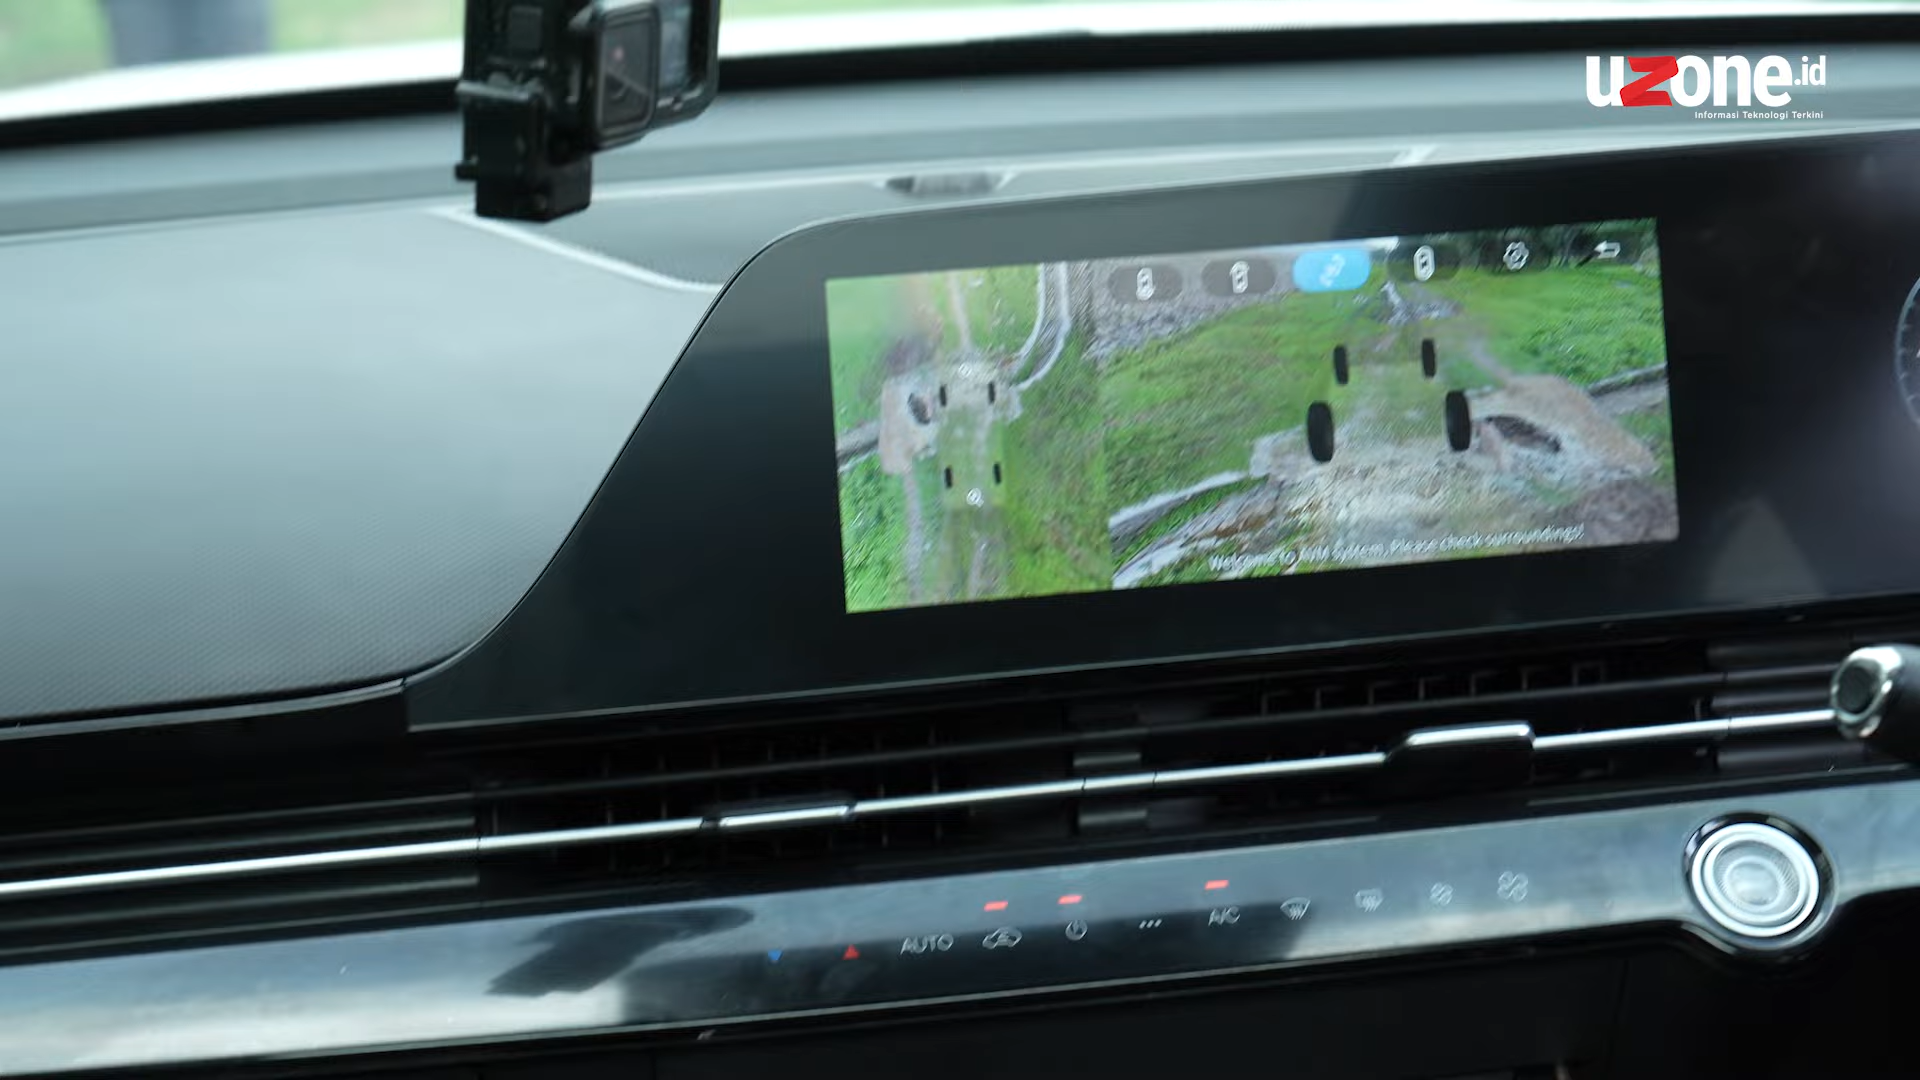 uzone.id
Informasi Teknologi Terkini
Welcome to AVM system, Please check surroundings!
AUTO
A/C